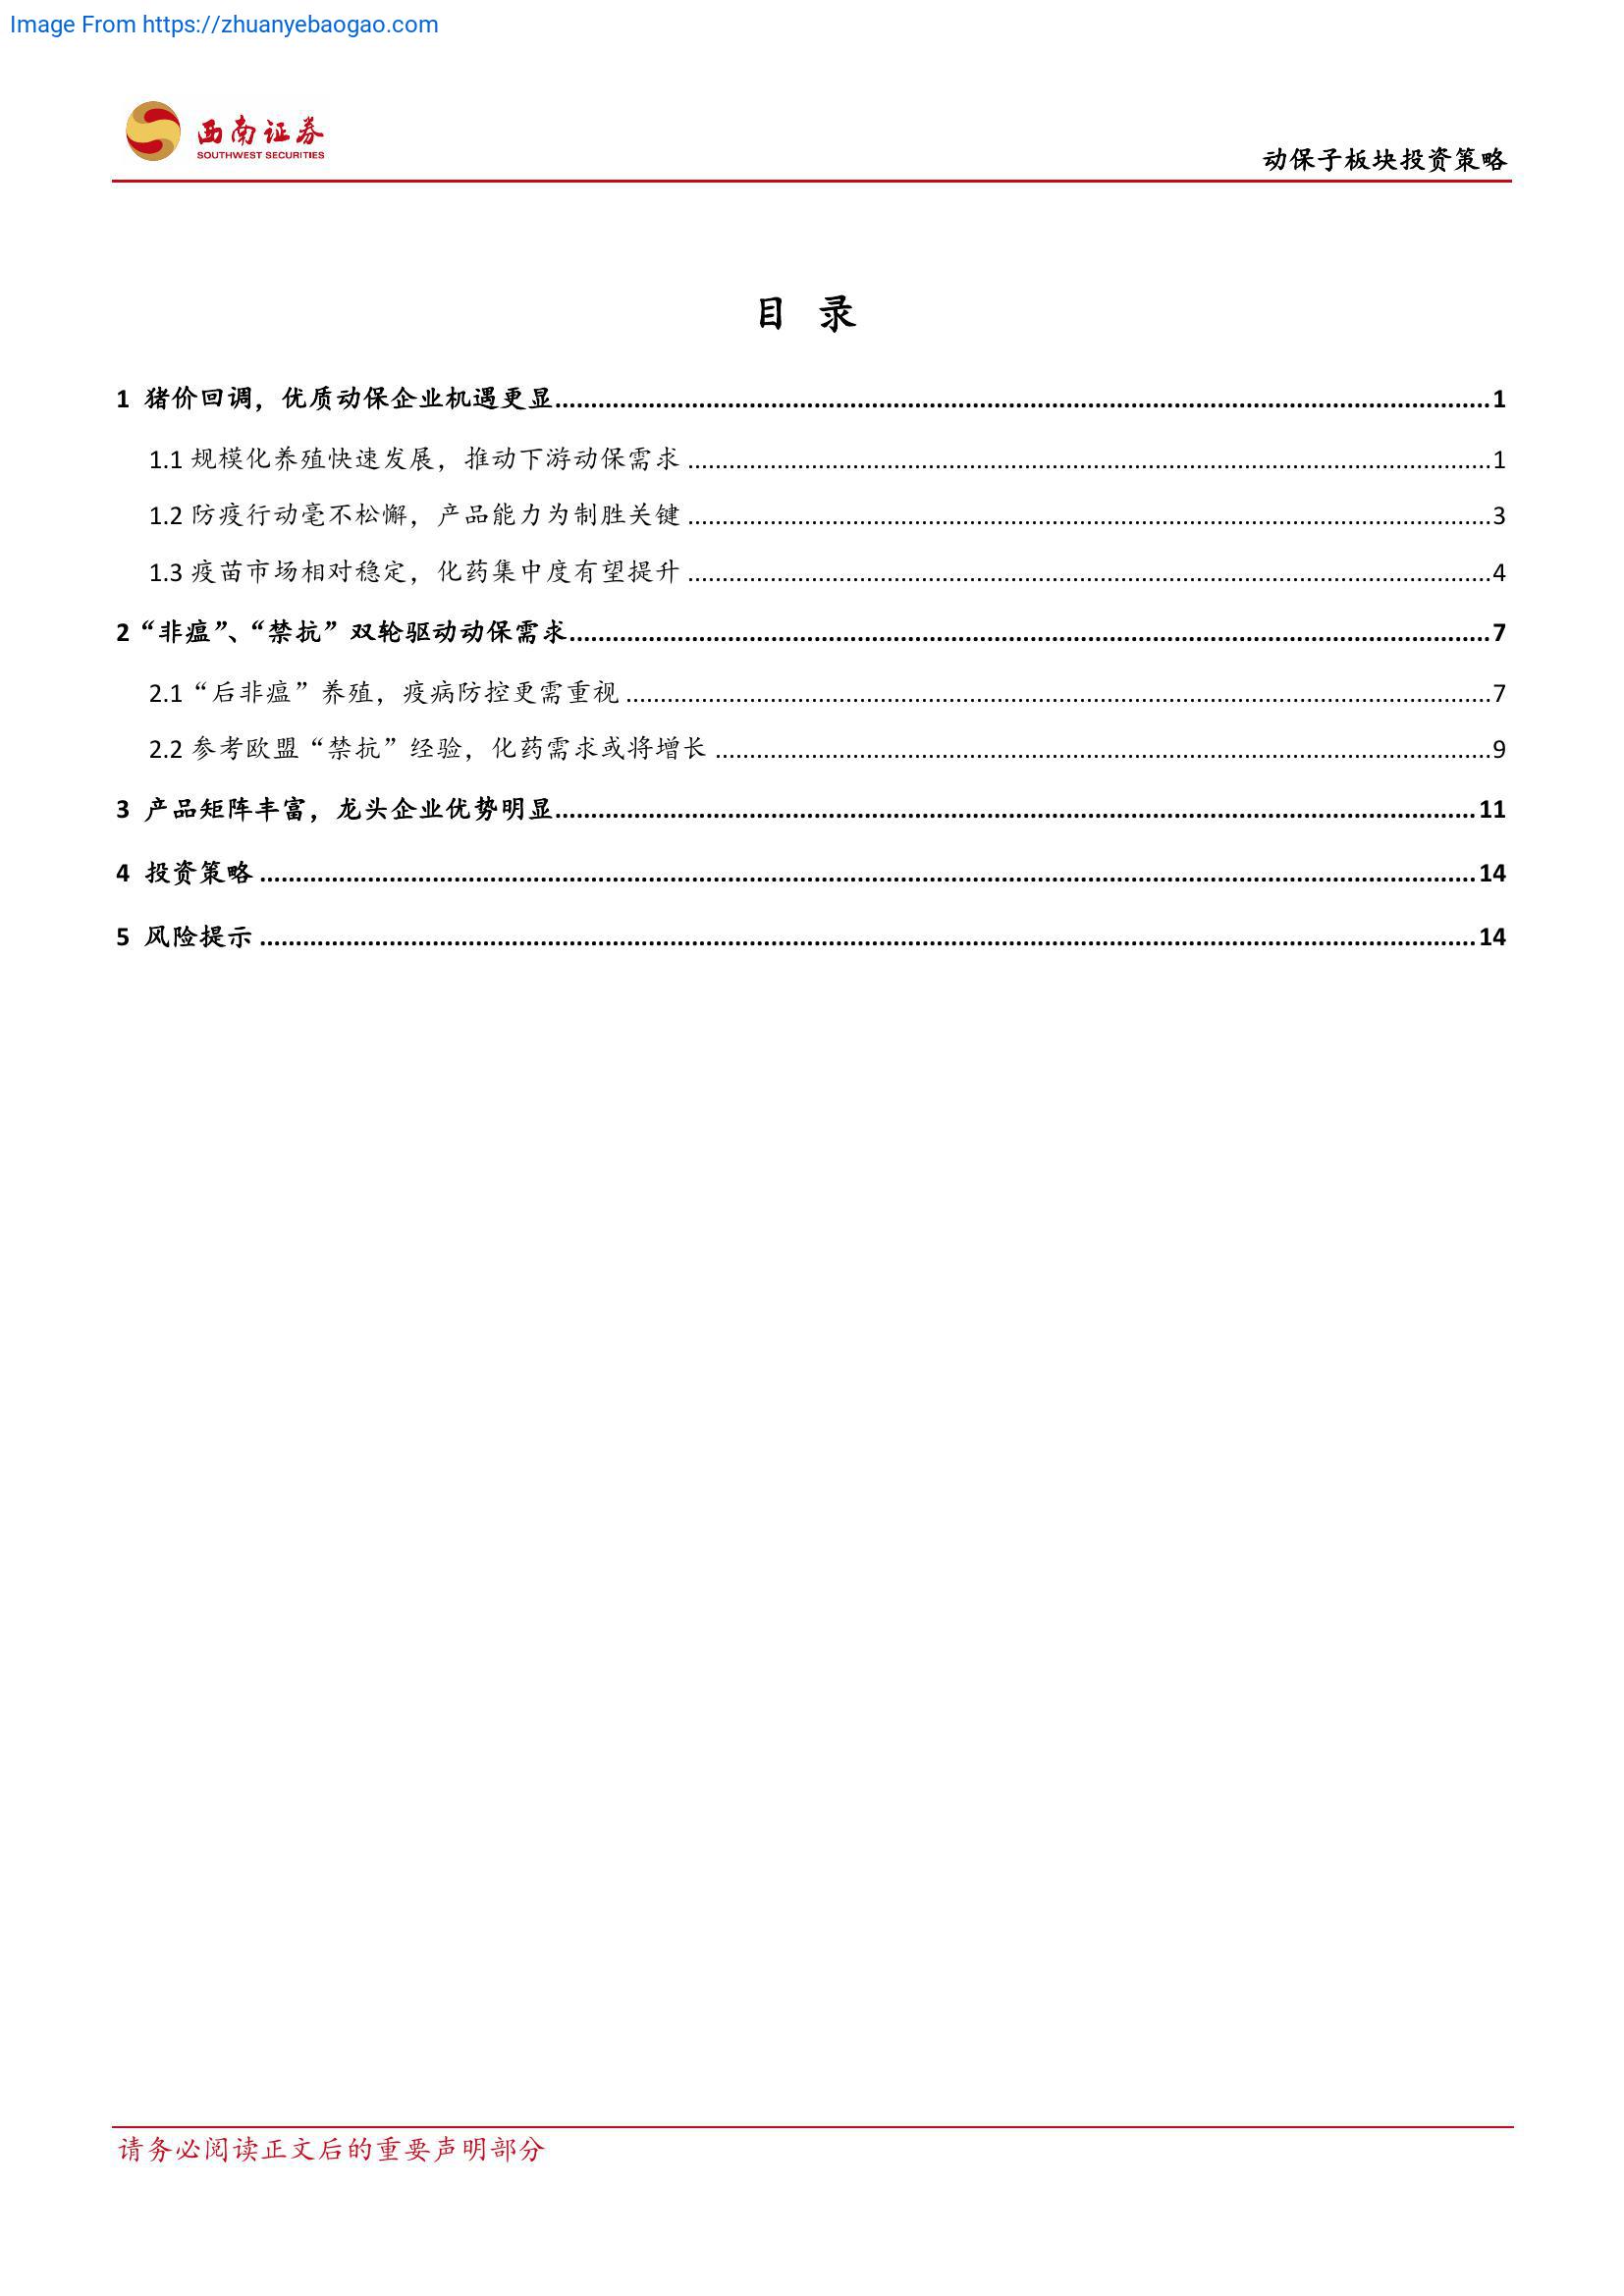 Image From https://zhuanyebaogao.com
西南证券
SOUTHWEST SECURITIES
动保子板块投资策略
目 录
1 猪价回调，优质动保企业机遇更显1
1.1 规模化养殖快速发展，推动下游动保需求1
1.2 防疫行动毫不松懈，产品能力为制胜关键3
1.3 疫苗市场相对稳定，化药集中度有望提升4
2 “非瘟”、“禁抗”双轮驱动动保需求7
2.1 “后非瘟”养殖，疫病防控更需重视7
2.2 参考欧盟“禁抗”经验，化药需求或将增长9
3 产品矩阵丰富，龙头企业优势明显11
4 投资策略14
5 风险提示14
请务必阅读正文后的重要声明部分